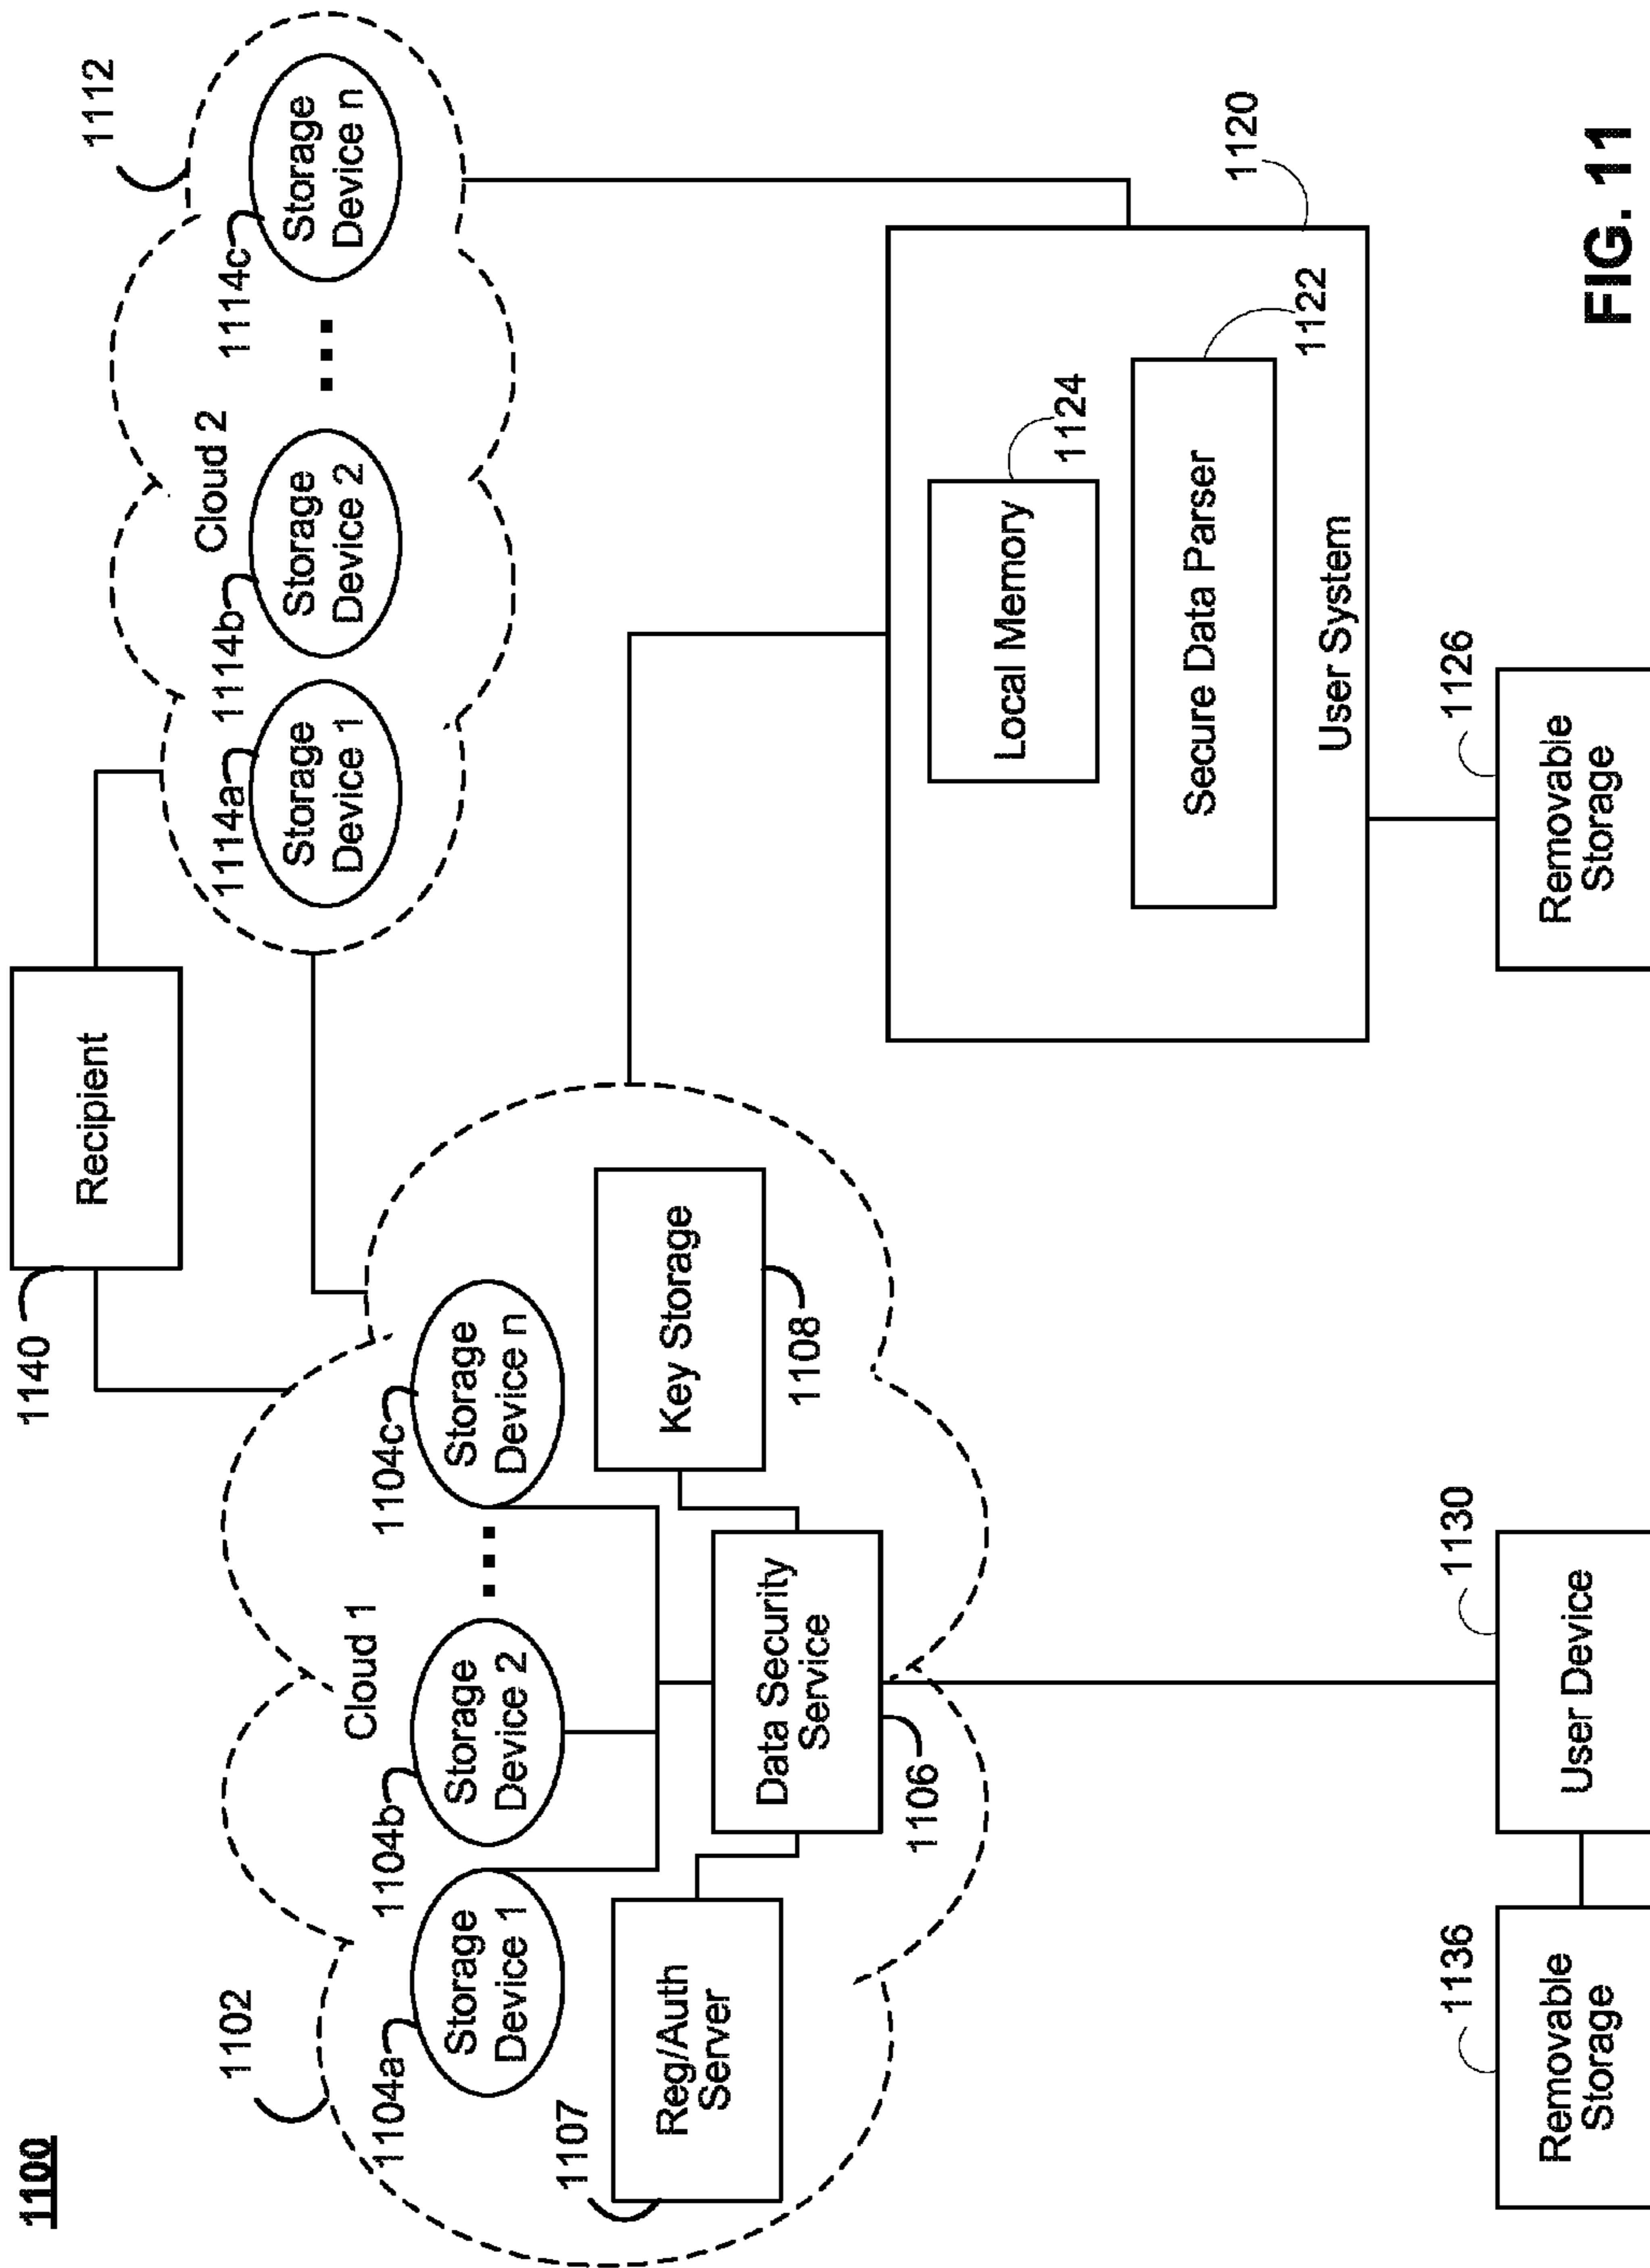 1100
1140
Recipient
1112
Cloud 2
1114a
1114b
1114c
Storage
Device 1
Storage
Device 2
...
Storage
Device n
1102
Cloud 1
1104a
1104b
1104c
Storage
Device 1
Storage
Device 2
...
Storage
Device n
1107
Reg/Auth
Server
Data Security
Service
1106
Key Storage
1108
1120
Local Memory
1124
Secure Data Parser
1122
User System
1136
Removable
Storage
1130
User Device
1126
Removable
Storage
FIG. 11